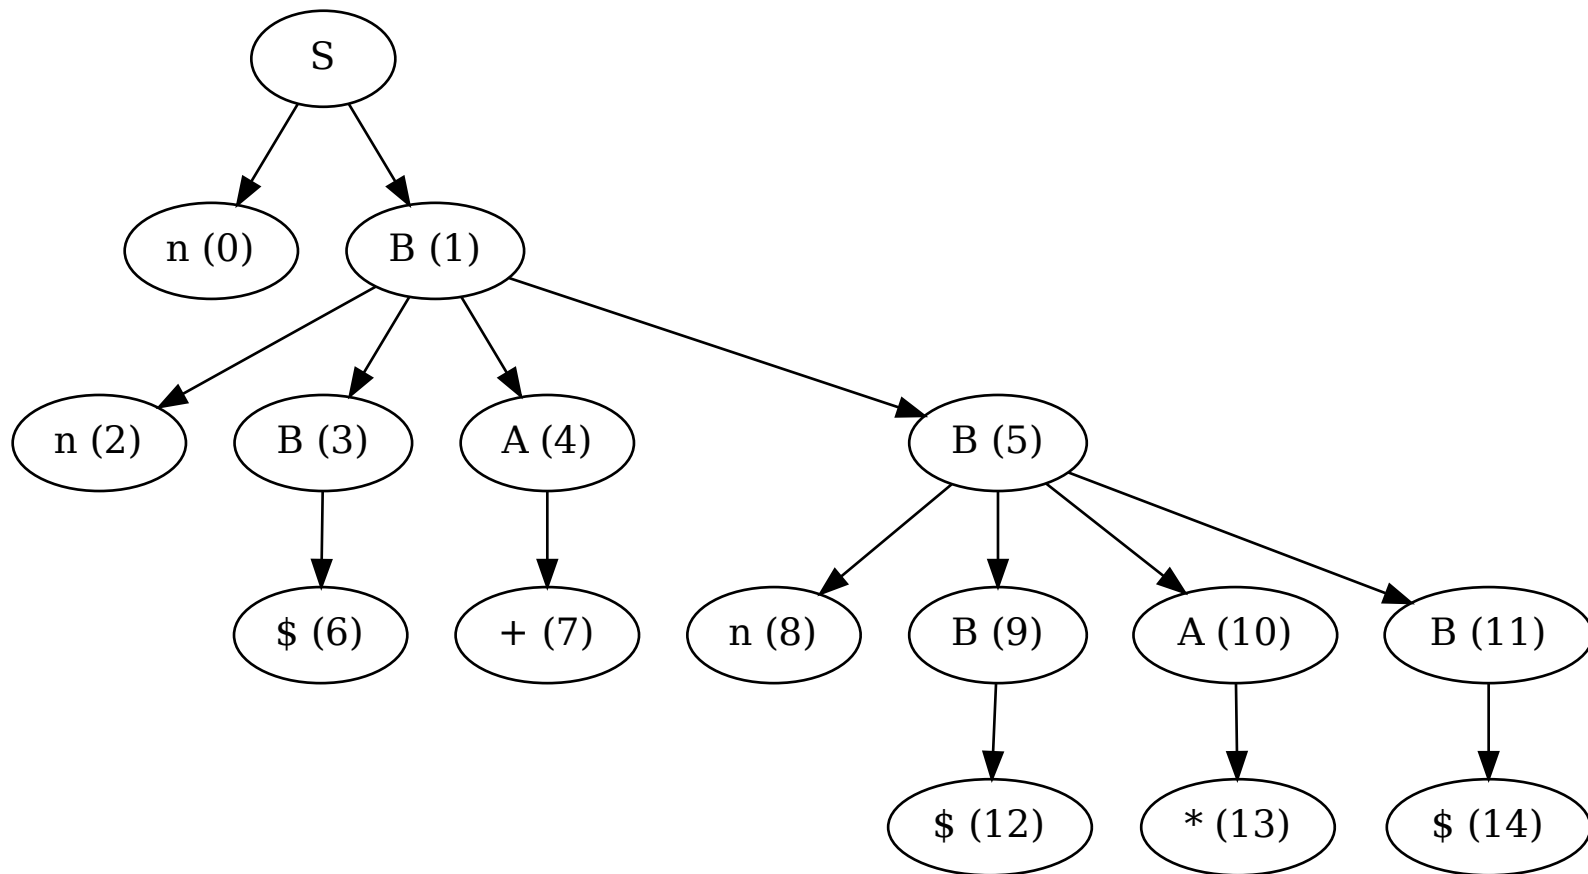 S
n (0)
B (1)
n (2)
B (3)
A (4)
B (5)
$ (6)
+ (7)
n (8)
B (9)
A (10)
B (11)
$ (12)
* (13)
$ (14)